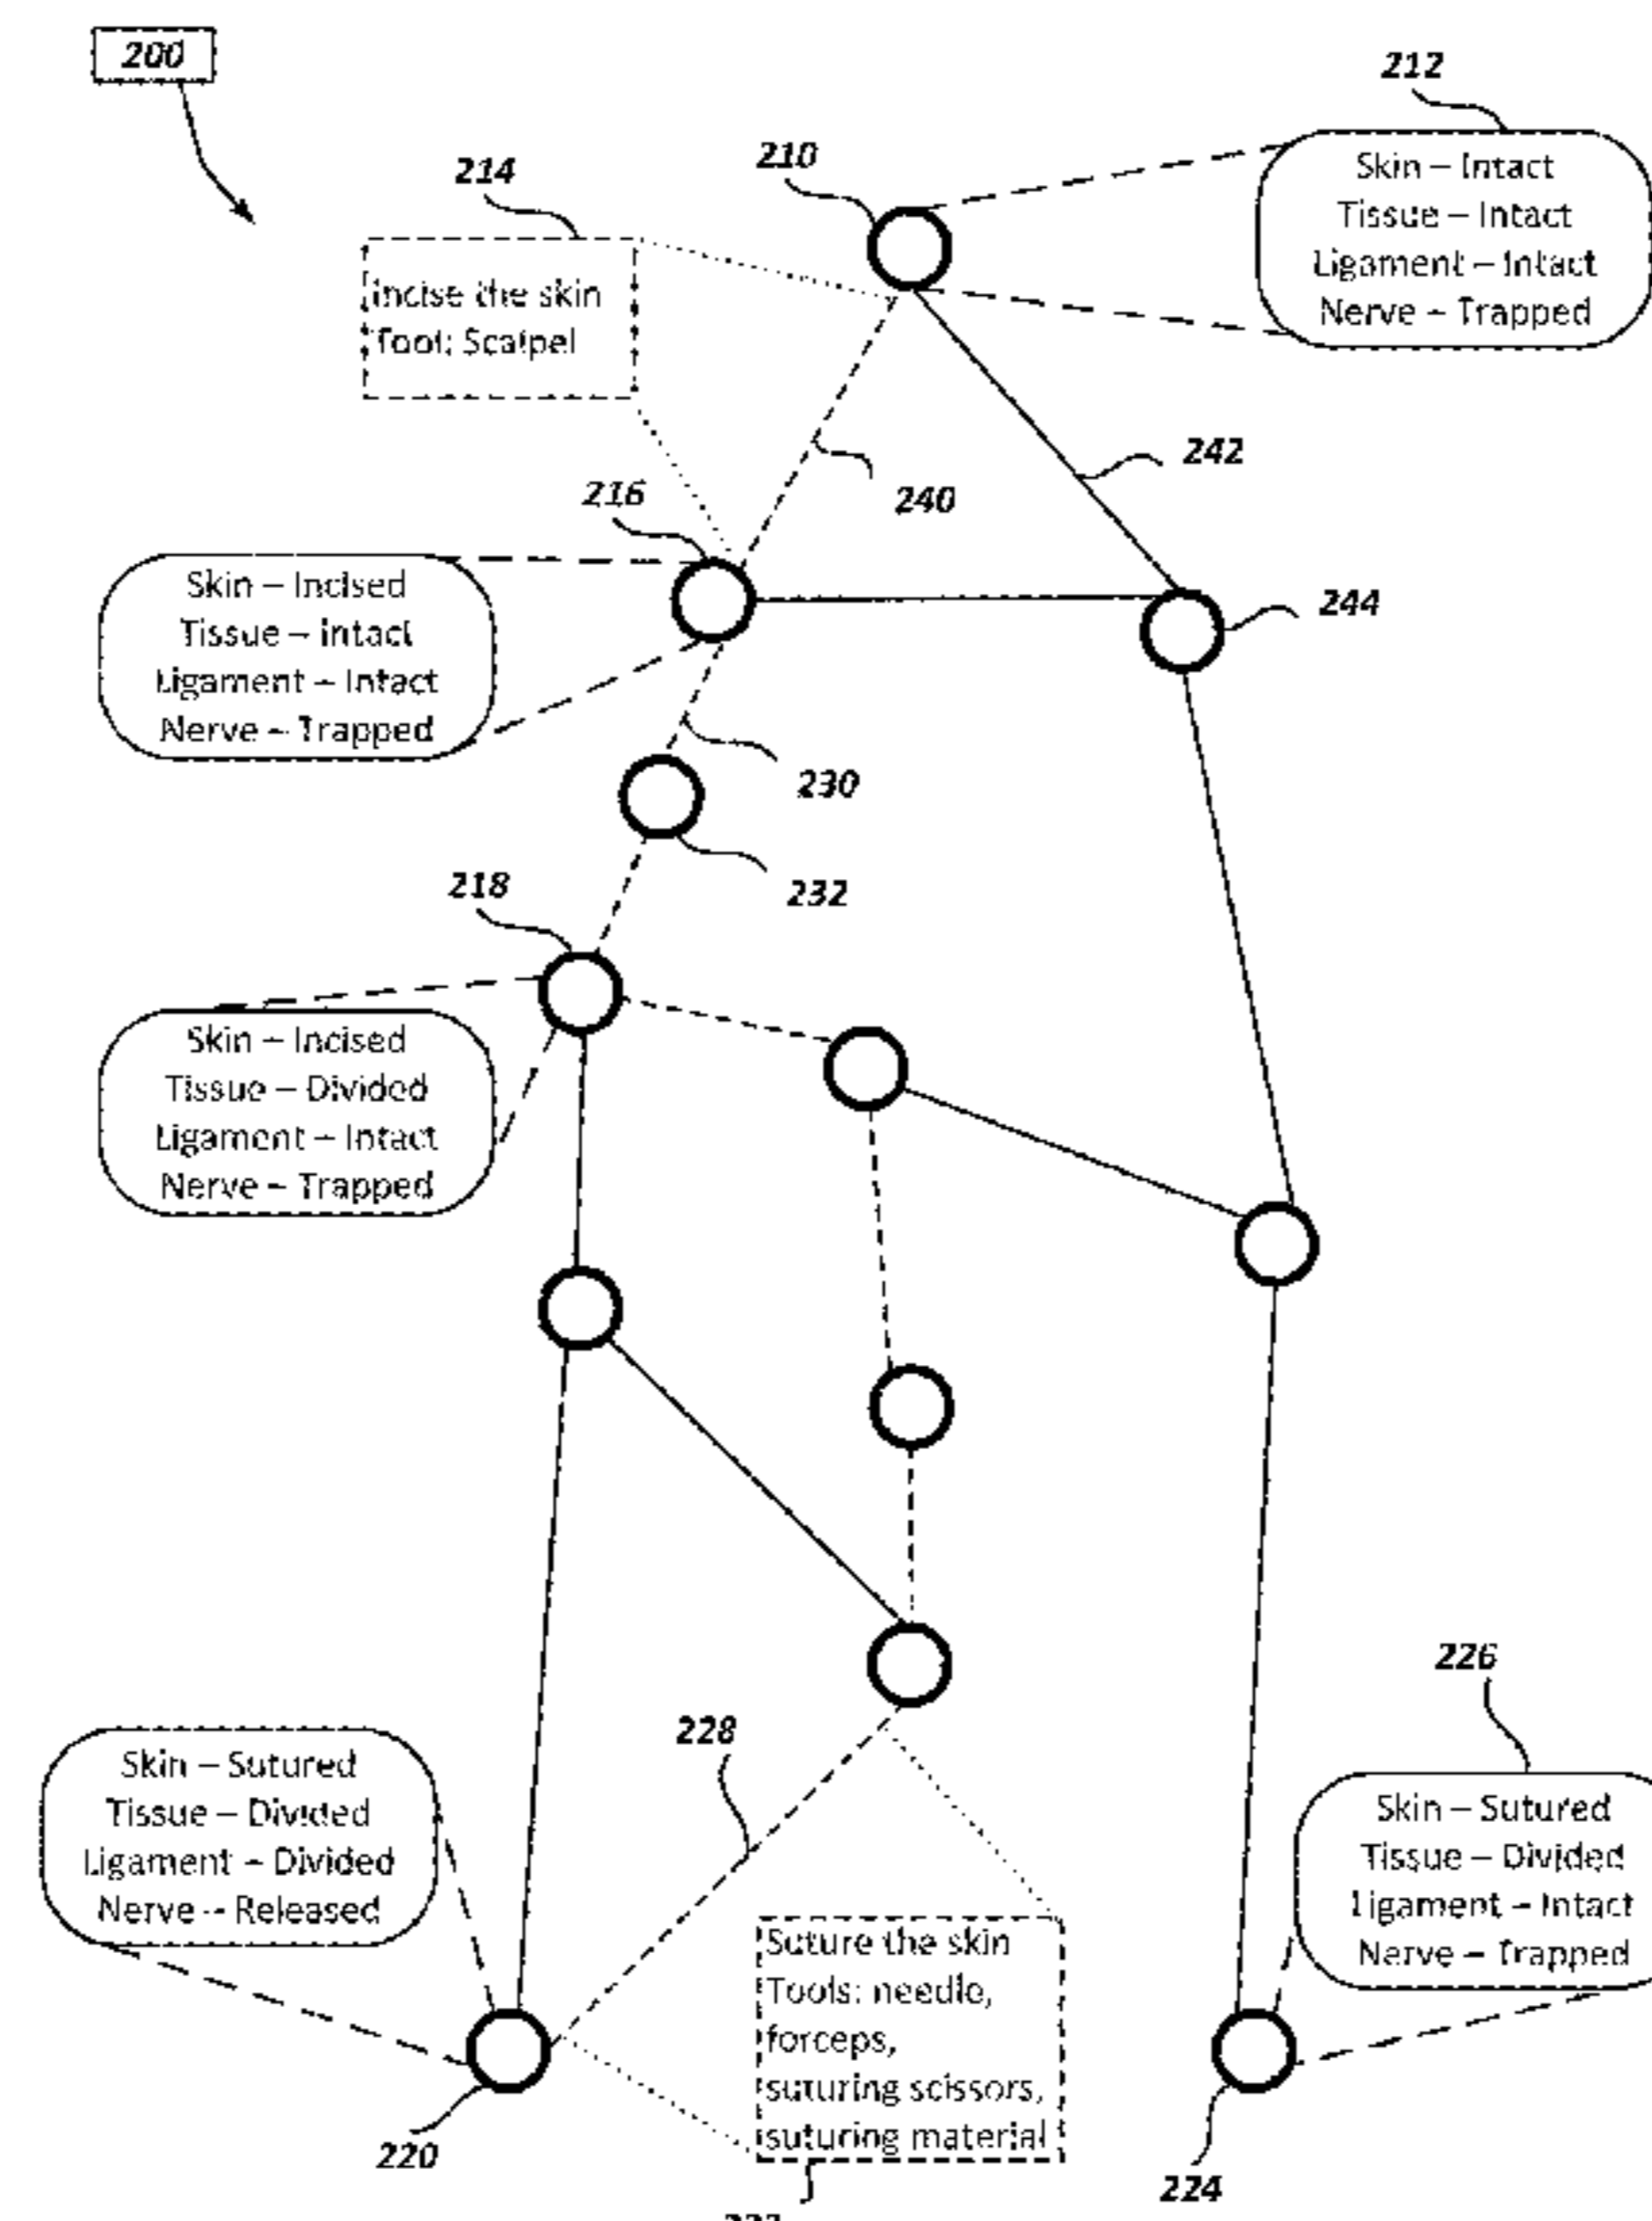 200
212
214
210
Skin – Intact
Tissue – Intact
Ligament – Intact
Nerve – Trapped
Incise the skin
Tool: Scalpel
242
240
216
244
Skin – Incised
Tissue – Intact
Ligament – Intact
Nerve – Trapped
230
232
218
Skin – Incised
Tissue – Divided
Ligament – Intact
Nerve – Trapped
226
228
Skin – Sutured
Tissue – Divided
Ligament – Divided
Nerve – Released
Skin – Sutured
Tissue – Divided
Ligament – Intact
Nerve – Trapped
Suture the skin
Tools: needle,
forceps,
suturing scissors,
suturing material
220
224